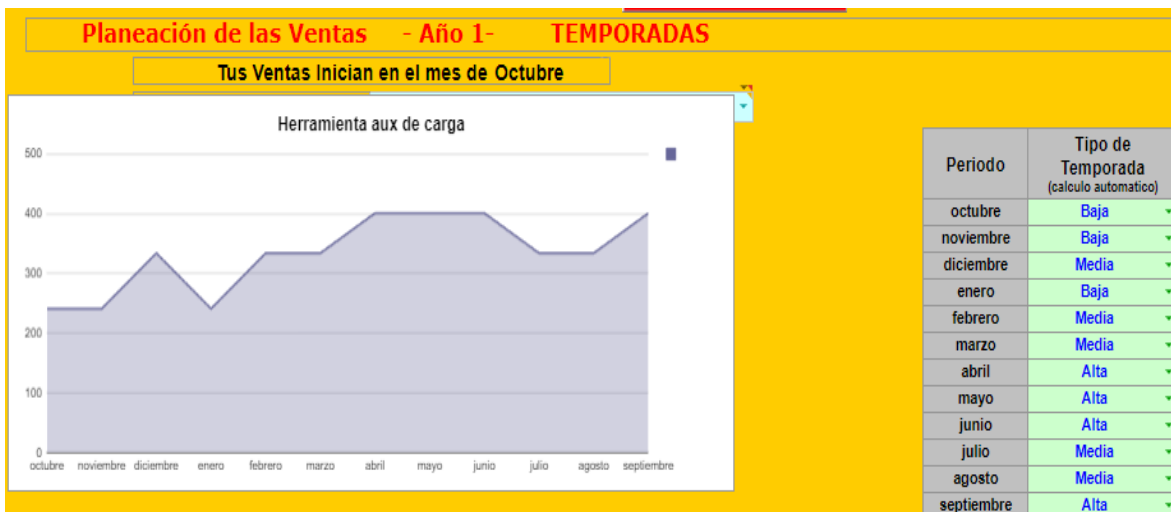 Planeación de las Ventas - Año 1- TEMPORADAS
Tus Ventas Inician en el mes de Octubre
Herramienta aux de carga
500
400
300
200
100
0
octubre noviembre diciembre enero febrero marzo abril mayo junio julio agosto septiembre
Periodo Tipo de Temporada (calculo automatico)
octubre Baja
noviembre Baja
diciembre Media
enero Baja
febrero Media
marzo Media
abril Alta
mayo Alta
junio Alta
julio Media
agosto Media
septiembre Alta